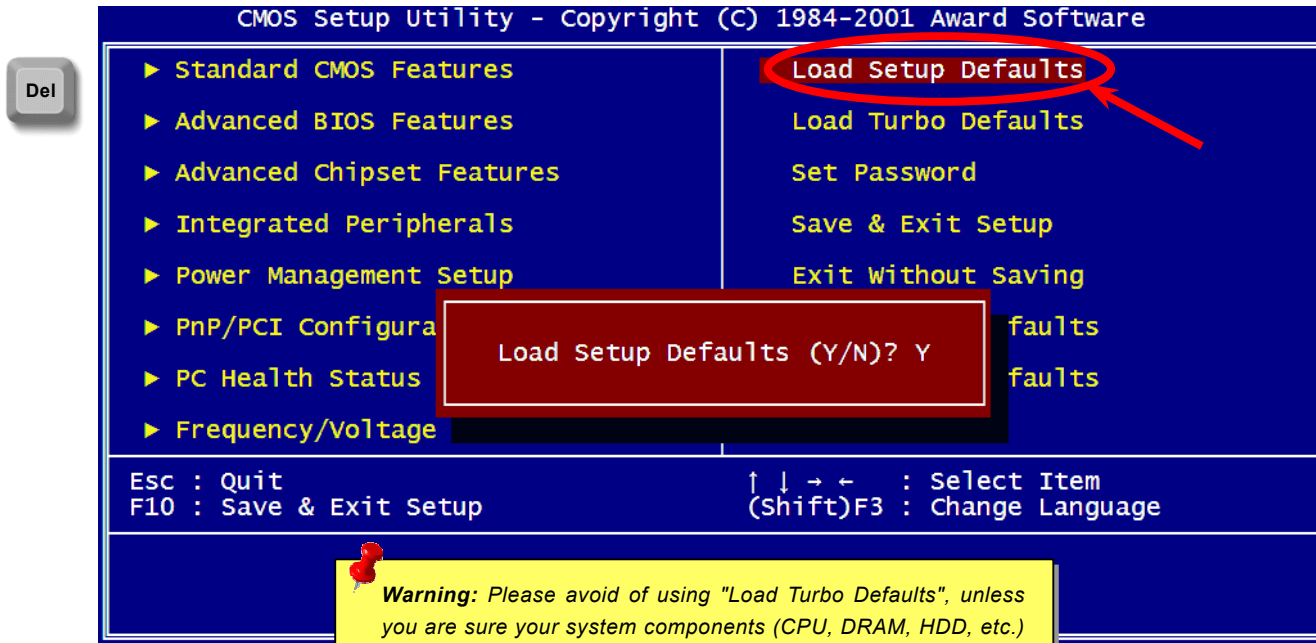 CMOS Setup Utility - Copyright (C) 1984-2001 Award Software
Del
► Standard CMOS Features
► Advanced BIOS Features
► Advanced Chipset Features
► Integrated Peripherals
► Power Management Setup
► PnP/PCI Configura
► PC Health Status
► Frequency/Voltage
Load Setup Defaults
Load Turbo Defaults
Set Password
Save & Exit Setup
Exit Without Saving
faults
faults
Load Setup Defaults (Y/N)? Y
Esc : Quit
F10 : Save & Exit Setup
↑ ↓ → ← : Select Item
(Shift)F3 : Change Language
Warning: Please avoid of using "Load Turbo Defaults", unless
you are sure your system components (CPU, DRAM, HDD, etc.)